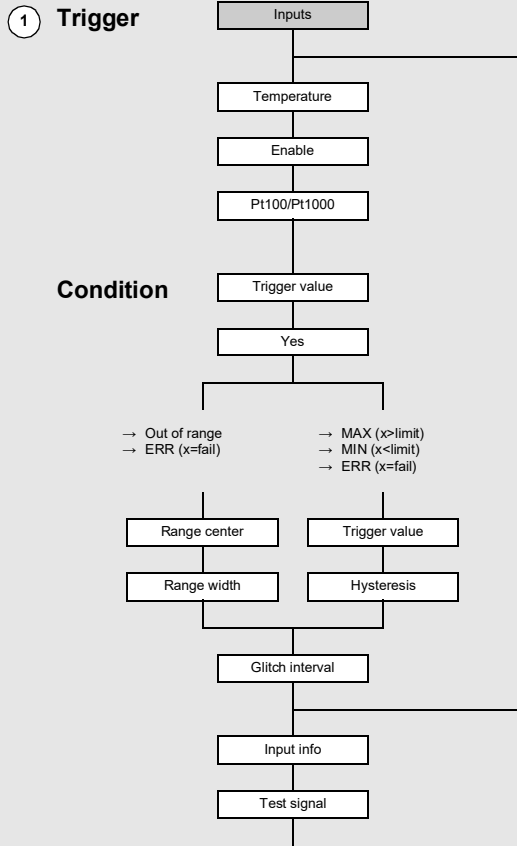 1 Trigger
Inputs
Temperature
Enable
Pt100/Pt1000
Condition
Trigger value
Yes
→ Out of range
→ ERR (x=fail)
→ MAX (x>limit)
→ MIN (x<limit)
→ ERR (x=fail)
Range center
Trigger value
Range width
Hysteresis
Glitch interval
Input info
Test signal